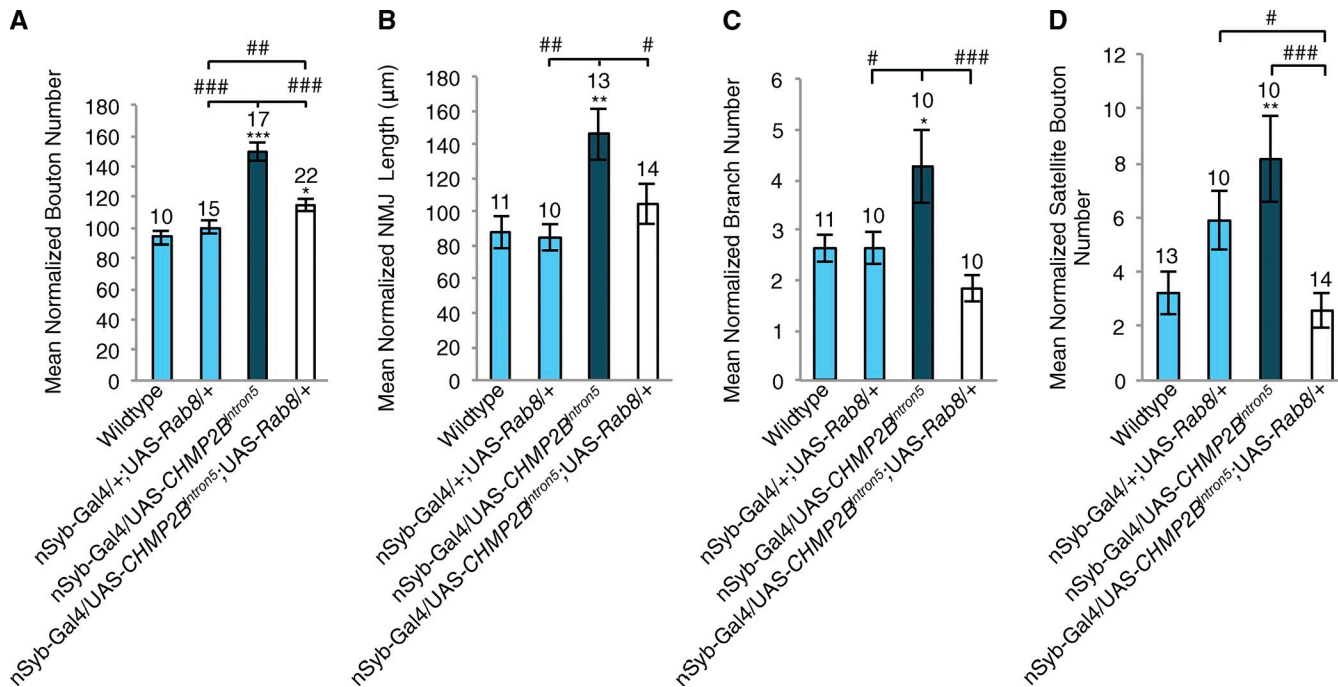 A
Mean Normalized Bouton Number
##
###
###
180
160
140
120
100
80
60
40
20
0
10
15
17
***
22
*
Wildtype
nSyb-Gal4/+;UAS-Rab8/+
nSyb-Gal4/UAS-CHMP2BIntron5
nSyb-Gal4/UAS-CHMP2BIntron5;UAS-Rab8/+
B
Mean Normalized NMJ Length (µm)
##
#
180
160
140
120
100
80
60
40
20
0
11
10
13
**
14
Wildtype
nSyb-Gal4/+;UAS-Rab8/+
nSyb-Gal4/UAS-CHMP2BIntron5
nSyb-Gal4/UAS-CHMP2BIntron5;UAS-Rab8/+
C
Mean Normalized Branch Number
#
###
6
5
4
3
2
1
0
11
10
10
*
10
Wildtype
nSyb-Gal4/+;UAS-Rab8/+
nSyb-Gal4/UAS-CHMP2BIntron5
nSyb-Gal4/UAS-CHMP2BIntron5;UAS-Rab8/+
D
Mean Normalized Satellite Bouton
Number
#
###
12
10
8
6
4
2
0
13
10
10
**
14
Wildtype
nSyb-Gal4/+;UAS-Rab8/+
nSyb-Gal4/UAS-CHMP2BIntron5
nSyb-Gal4/UAS-CHMP2BIntron5;UAS-Rab8/+